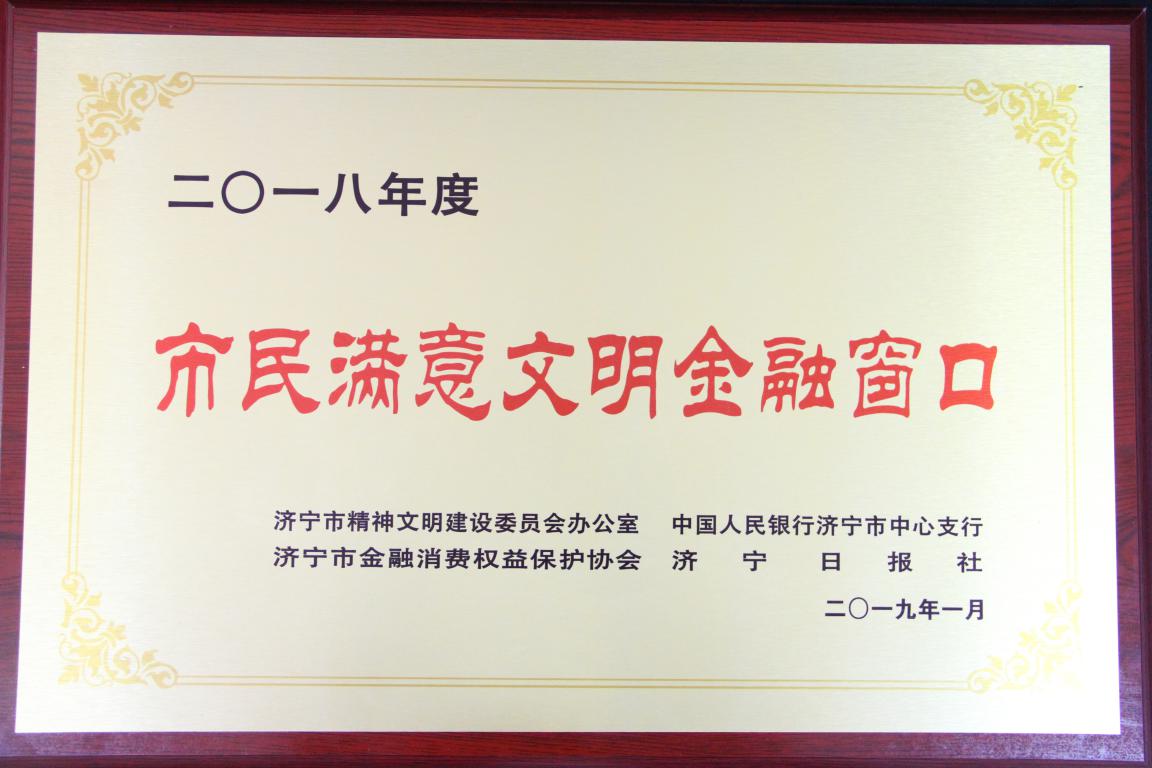 二〇一八年度
市民满意文明金融窗口
济宁市精神文明建设委员会办公室 中国人民银行济宁市中心支行
济宁市金融消费权益保护协会 济宁日报社
二〇一九年一月